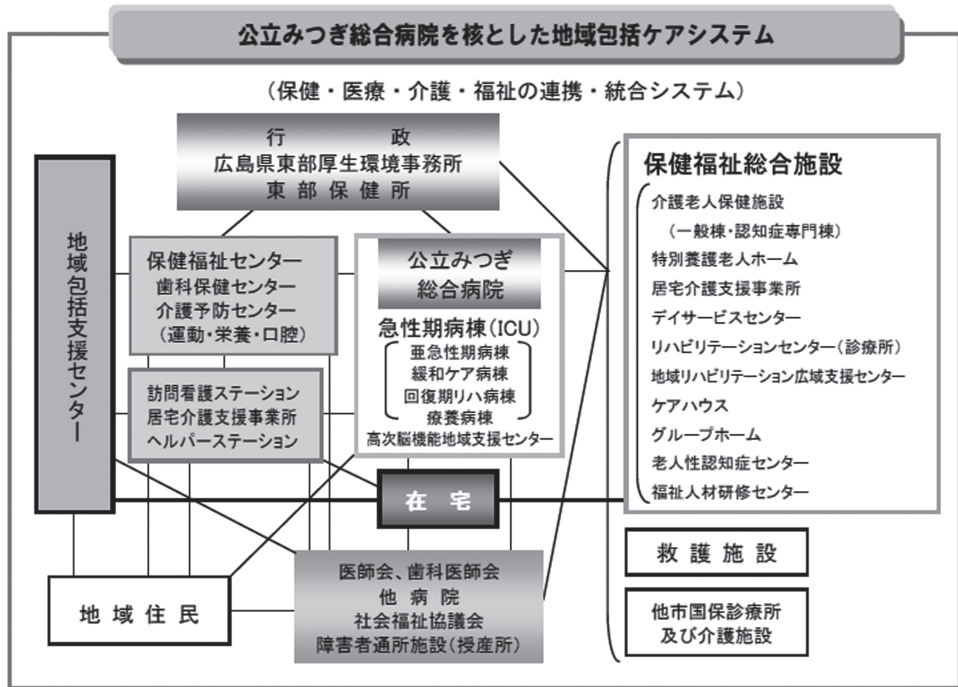 公立みつぎ総合病院を核とした地域包括ケアシステム
(保健・医療・介護・福祉の連携・統合システム)
行政
広島県東部厚生環境事務所
東部保健所
地域包括支援センター
保健福祉センター
歯科保健センター
介護予防センター
(運動・栄養・口腔)
訪問看護ステーション
居宅介護支援事業所
ヘルパーステーション
公立みつぎ
総合病院
急性期病棟(ICU)
亜急性期病棟
緩和ケア病棟
回復期リハ病棟
療養病棟
高次脳機能地域支援センター
在宅
地域住民
医師会、歯科医師会
他病院
社会福祉協議会
障害者通所施設(授産所)
保健福祉総合施設
介護老人保健施設
(一般棟・認知症専門棟)
特別養護老人ホーム
居宅介護支援事業所
デイサービスセンター
リハビリテーションセンター(診療所)
地域リハビリテーション広域支援センター
ケアハウス
グループホーム
老人性認知症センター
福祉人材研修センター
救護施設
他市国保診療所
及び介護施設